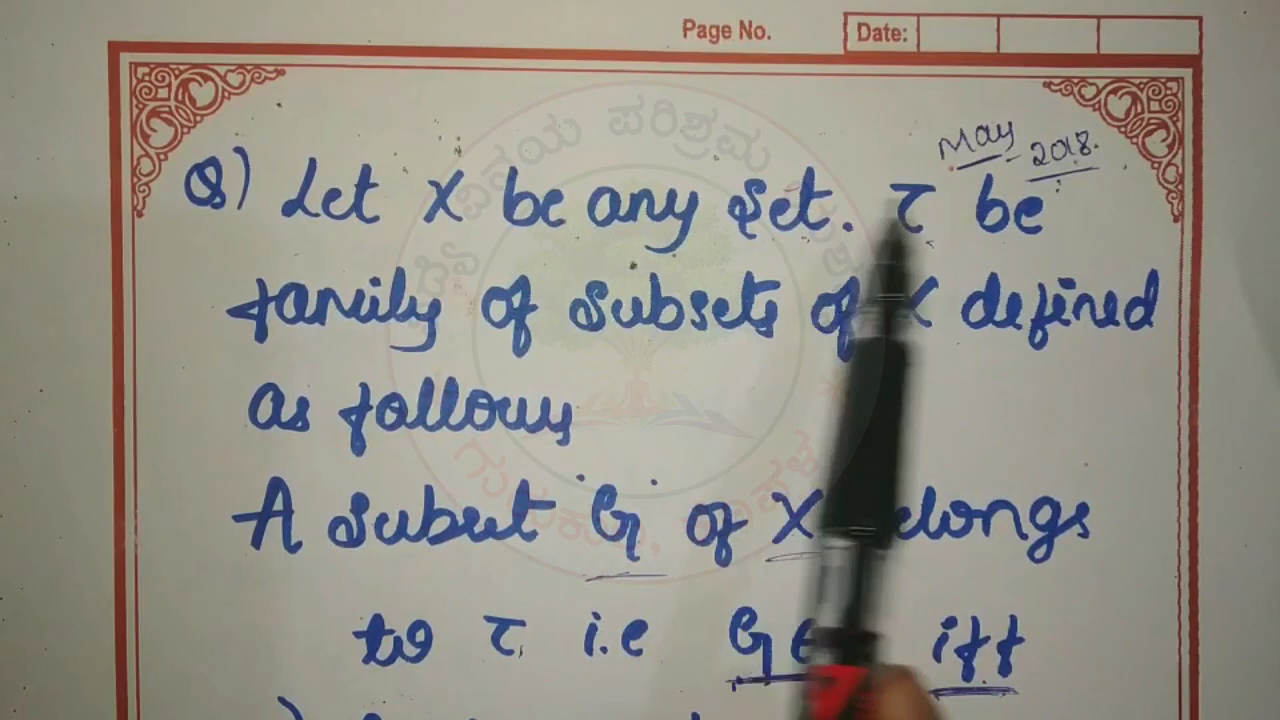 Page No.
Date:
May 2018.
Q) Let X be any set. τ be
family of subsets of X defined
as follows
A subset 'G' of X belongs
to τ i.e G ∈ iff